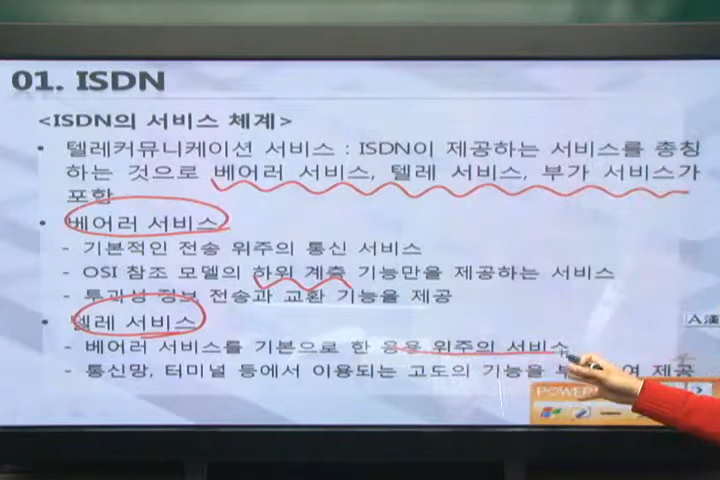 01. ISDN
<ISDN의 서비스 체계>
• 텔레커뮤니케이션 서비스 : ISDN이 제공하는 서비스를 총칭
하는 것으로 베어러 서비스, 텔레 서비스, 부가 서비스가
포함
• 베어러 서비스
- 기본적인 전송 위주의 통신 서비스
- OSI 참조 모델의 하위 계층 기능만을 제공하는 서비스
- 투과성 정보 전송과 교환 기능을 제공
• 텔레 서비스
- 베어러 서비스를 기본으로 한 응용 위주의 서비스
- 통신망, 터미널 등에서 이용되는 고도의 기능을 제공
A漢
POWER